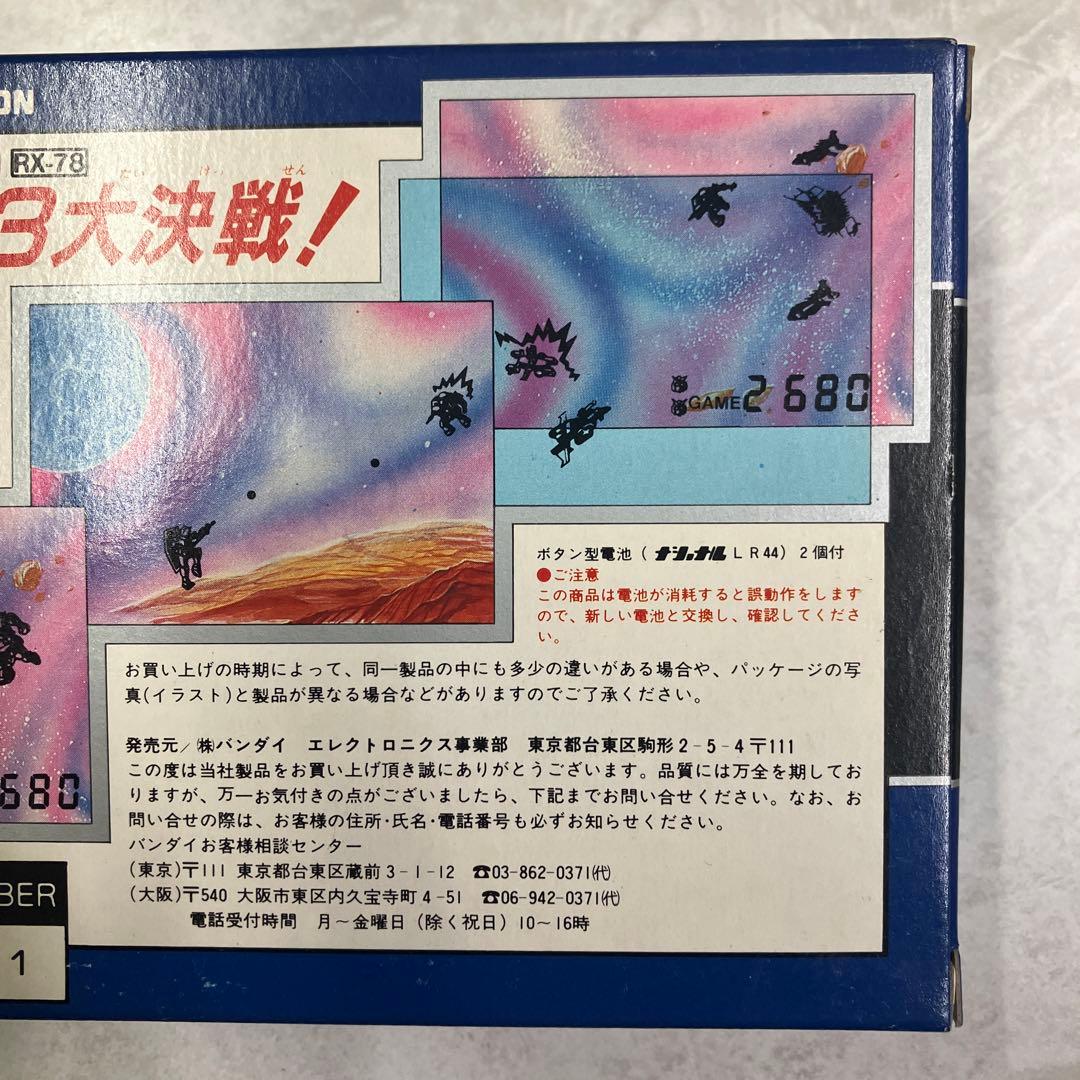 ON
RX-78
たい けっ せん
3大決戦!
GAME 2 680
ボタン型電池(ナショナル LR44)2個付
●ご注意
この商品は電池が消耗すると誤動作をします
ので、新しい電池と交換し、確認してくださ
い。
お買い上げの時期によって、同一製品の中にも多少の違いがある場合や、パッケージの写
真(イラスト)と製品が異なる場合などがありますのでご了承ください。
発売元/㈱バンダイ エレクトロニクス事業部 東京都台東区駒形2-5-4〒111
この度は当社製品をお買い上げ頂き誠にありがとうございます。品質には万全を期してお
りますが、万一お気付きの点がございましたら、下記までお問い合せください。なお、お
問い合せの際は、お客様の住所・氏名・電話番号も必ずお知らせください。
バンダイお客様相談センター
(東京)〒111 東京都台東区蔵前3-1-12 ☎03-862-0371㈹
(大阪)〒540 大阪市東区内久宝寺町4-51 ☎06-942-0371㈹
電話受付時間 月〜金曜日(除く祝日)10〜16時
680
BER
1